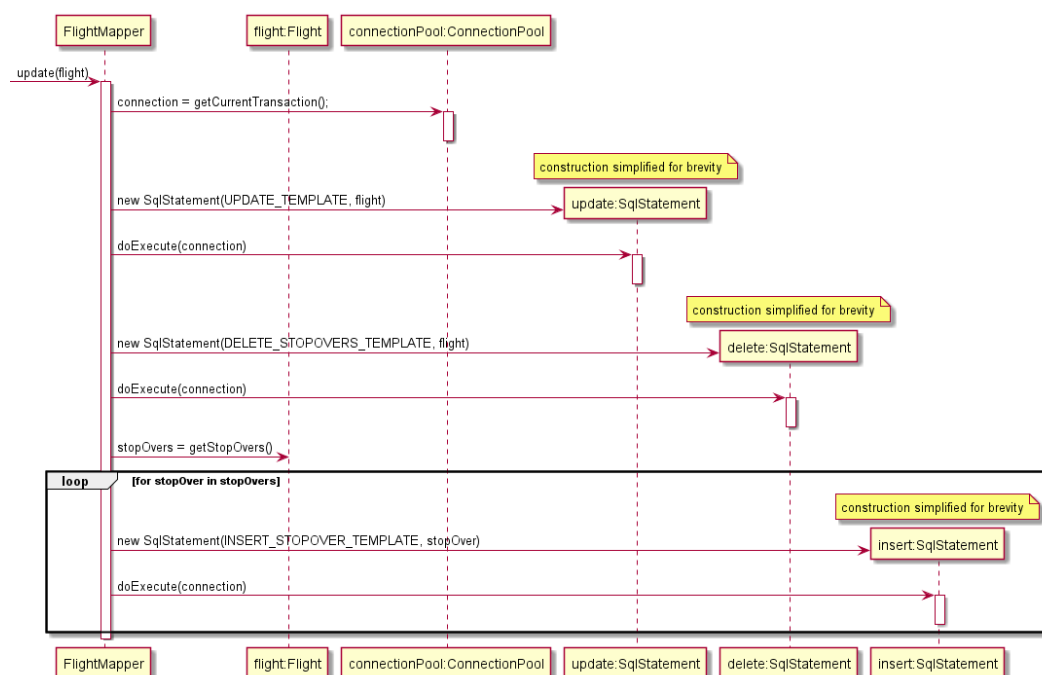 FlightMapper flight:Flight connectionPool:ConnectionPool
update(flight)
connection = getCurrentTransaction();
construction simplified for brevity
new SqlStatement(UPDATE_TEMPLATE, flight) update:SqlStatement
doExecute(connection)
construction simplified for brevity
new SqlStatement(DELETE_STOPOVERS_TEMPLATE, flight) delete:SqlStatement
doExecute(connection)
stopOvers = getStopOvers()
loop [for stopOver in stopOvers]
construction simplified for brevity
new SqlStatement(INSERT_STOPOVER_TEMPLATE, stopOver) insert:SqlStatement
doExecute(connection)
FlightMapper flight:Flight connectionPool:ConnectionPool update:SqlStatement delete:SqlStatement insert:SqlStatement